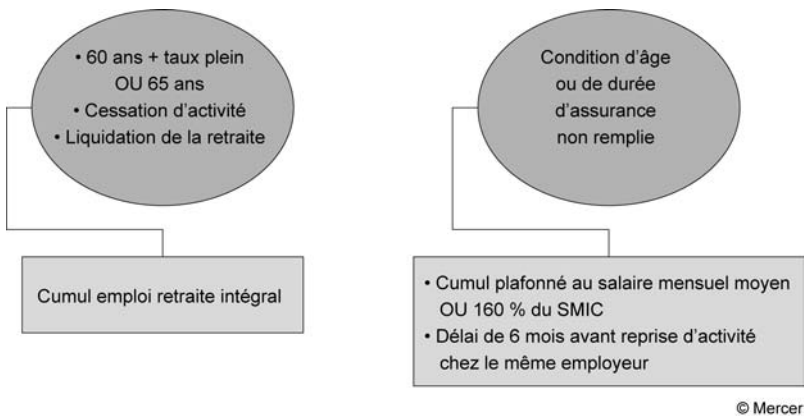 • 60 ans + taux plein
OU 65 ans
• Cessation d'activité
• Liquidation de la retraite
Cumul emploi retraite intégral
Condition d'âge
ou de durée
d'assurance
non remplie
• Cumul plafonné au salaire mensuel moyen
OU 160 % du SMIC
• Délai de 6 mois avant reprise d'activité
chez le même employeur
© Mercer